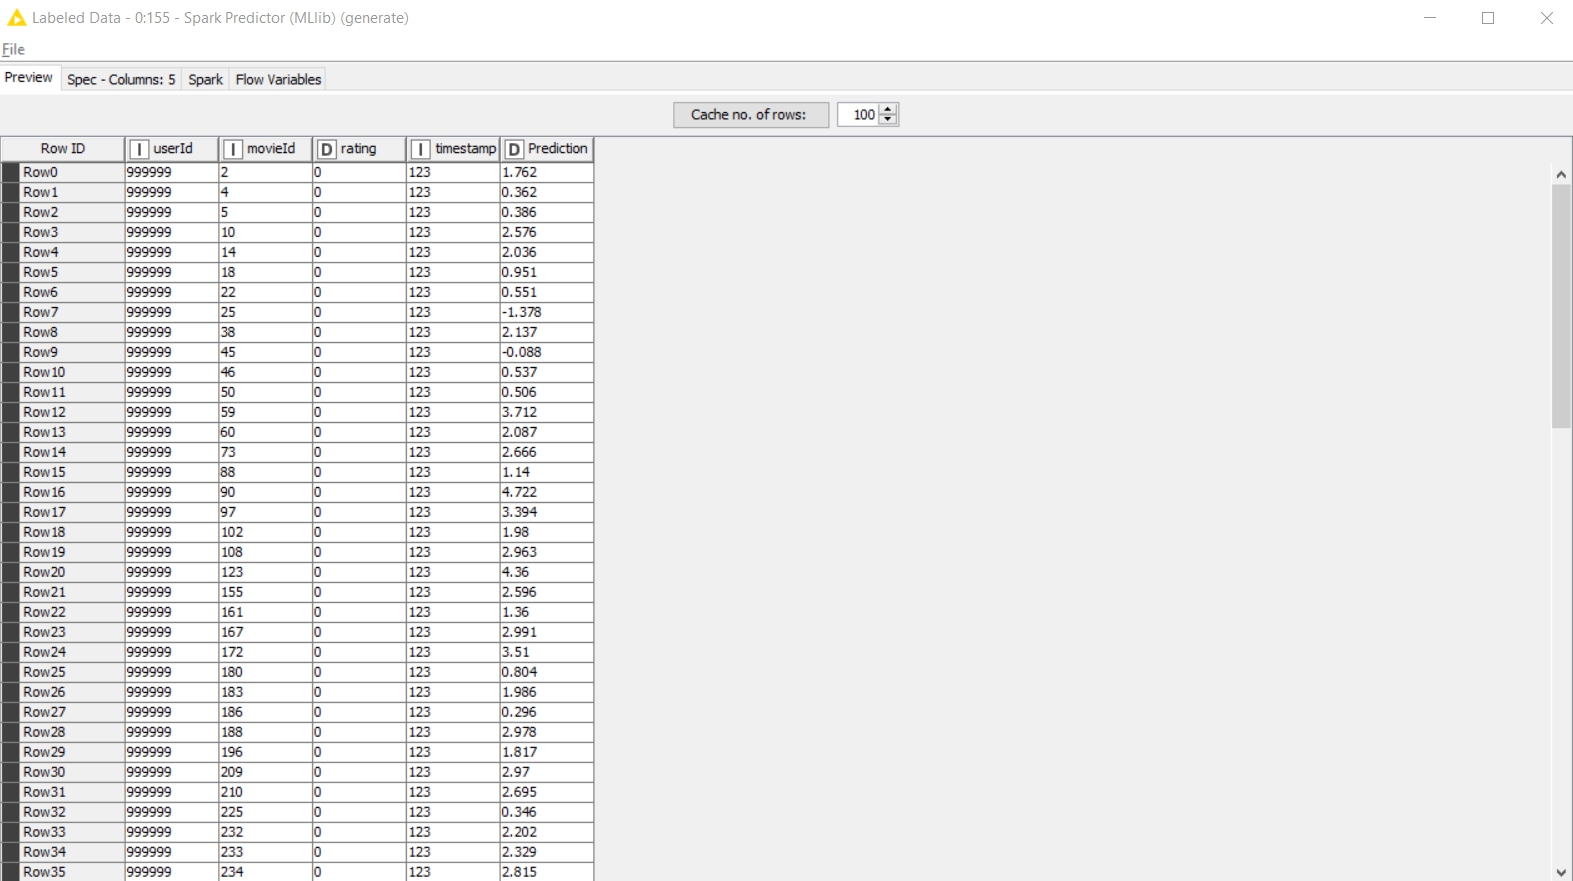 Labeled Data - 0:155 - Spark Predictor (MLlib) (generate)
File
Preview Spec - Columns: 5 Spark Flow Variables
Cache no. of rows: 100
Row ID I userId I movieId D rating I timestamp D Prediction
Row0 999999 2 0 123 1.762
Row1 999999 4 0 123 0.362
Row2 999999 5 0 123 0.386
Row3 999999 10 0 123 2.576
Row4 999999 14 0 123 2.036
Row5 999999 18 0 123 0.951
Row6 999999 22 0 123 0.551
Row7 999999 25 0 123 -1.378
Row8 999999 38 0 123 2.137
Row9 999999 45 0 123 -0.088
Row10 999999 46 0 123 0.537
Row11 999999 50 0 123 0.506
Row12 999999 59 0 123 3.712
Row13 999999 60 0 123 2.087
Row14 999999 73 0 123 2.666
Row15 999999 88 0 123 1.14
Row16 999999 90 0 123 4.722
Row17 999999 97 0 123 3.394
Row18 999999 102 0 123 1.98
Row19 999999 108 0 123 2.963
Row20 999999 123 0 123 4.36
Row21 999999 155 0 123 2.596
Row22 999999 161 0 123 1.36
Row23 999999 167 0 123 2.991
Row24 999999 172 0 123 3.51
Row25 999999 180 0 123 0.804
Row26 999999 183 0 123 1.986
Row27 999999 186 0 123 0.296
Row28 999999 188 0 123 2.978
Row29 999999 196 0 123 1.817
Row30 999999 209 0 123 2.97
Row31 999999 210 0 123 2.695
Row32 999999 225 0 123 0.346
Row33 999999 232 0 123 2.202
Row34 999999 233 0 123 2.329
Row35 999999 234 0 123 2.815